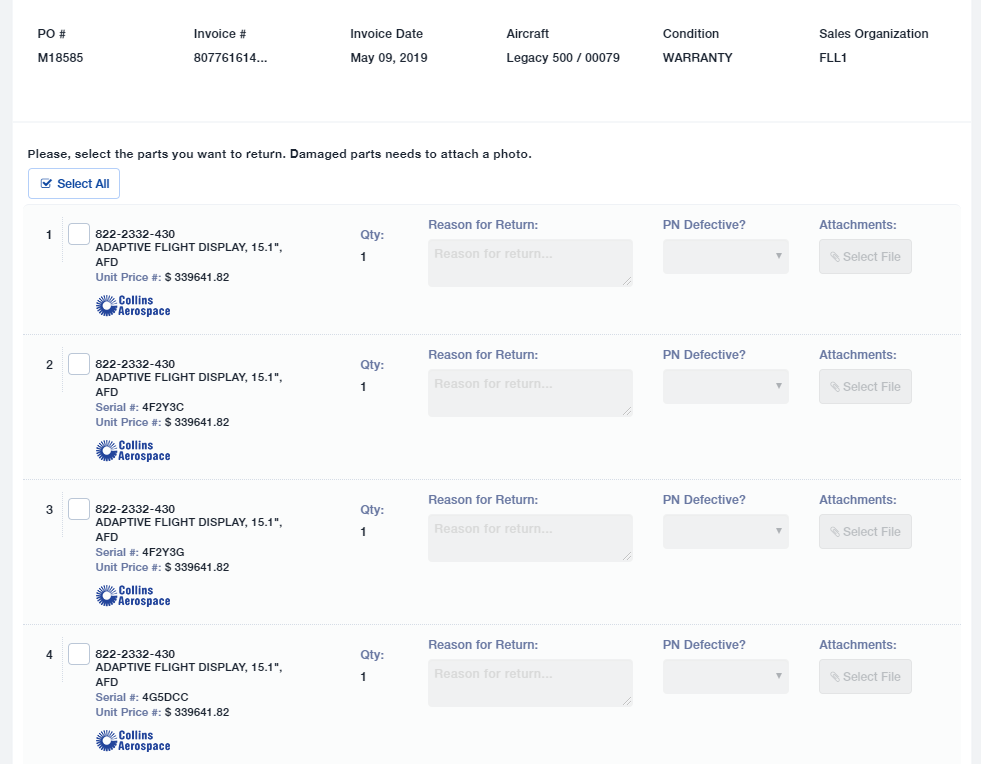 PO # Invoice # Invoice Date Aircraft Condition Sales Organization
M18585 807761614... May 09, 2019 Legacy 500 / 00079 WARRANTY FLL1
Please, select the parts you want to return. Damaged parts needs to attach a photo.
Select All
1 822-2332-430 Qty: Reason for Return: PN Defective? Attachments:
ADAPTIVE FLIGHT DISPLAY, 15.1", 1 Reason for return... Select File
AFD
Unit Price #: $ 339641.82
Collins
Aerospace
2 822-2332-430 Qty: Reason for Return: PN Defective? Attachments:
ADAPTIVE FLIGHT DISPLAY, 15.1", 1 Reason for return... Select File
AFD
Serial #: 4F2Y3C
Unit Price #: $ 339641.82
Collins
Aerospace
3 822-2332-430 Qty: Reason for Return: PN Defective? Attachments:
ADAPTIVE FLIGHT DISPLAY, 15.1", 1 Reason for return... Select File
AFD
Serial #: 4F2Y3G
Unit Price #: $ 339641.82
Collins
Aerospace
4 822-2332-430 Qty: Reason for Return: PN Defective? Attachments:
ADAPTIVE FLIGHT DISPLAY, 15.1", 1 Reason for return... Select File
AFD
Serial #: 4G5DCC
Unit Price #: $ 339641.82
Collins
Aerospace